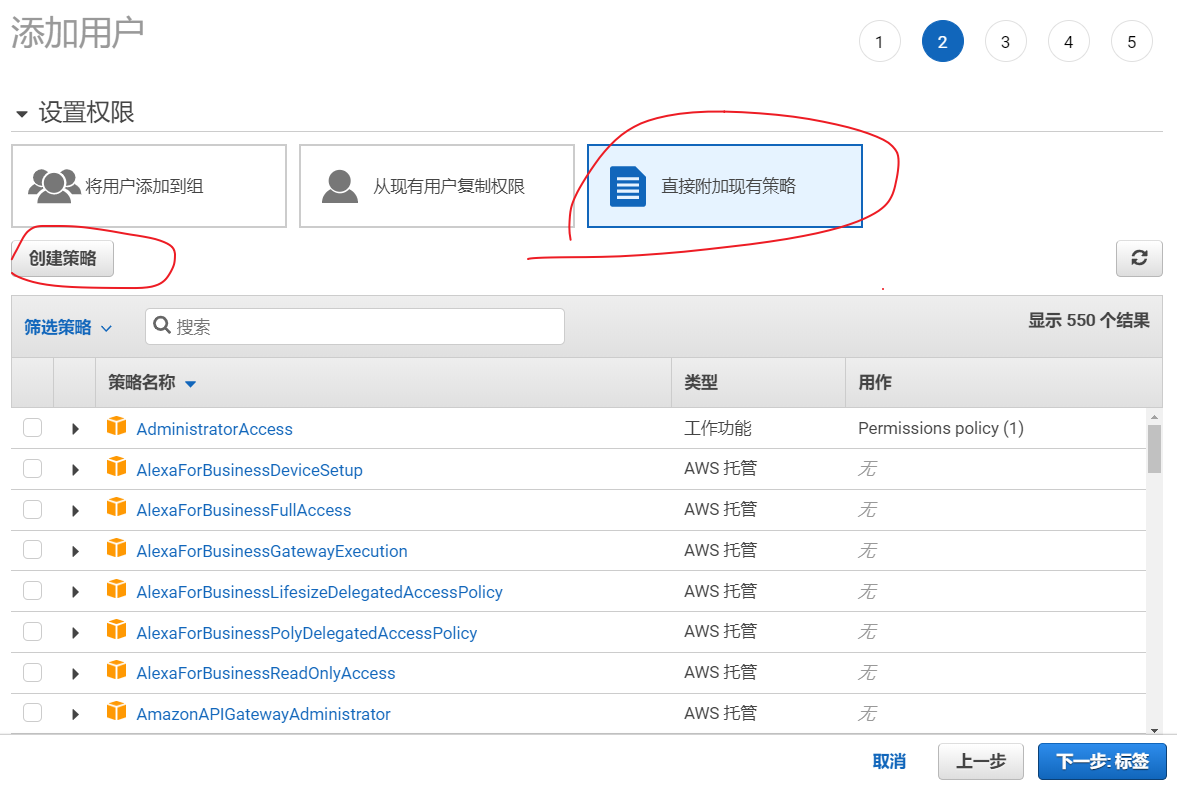 添加用户
1 2 3 4 5
设置权限
将用户添加到组 从现有用户复制权限 直接附加现有策略
创建策略
筛选策略 搜索 显示 550 个结果
策略名称 类型 用作
AdministratorAccess 工作功能 Permissions policy (1)
AlexaForBusinessDeviceSetup AWS 托管 无
AlexaForBusinessFullAccess AWS 托管 无
AlexaForBusinessGatewayExecution AWS 托管 无
AlexaForBusinessLifesizeDelegatedAccessPolicy AWS 托管 无
AlexaForBusinessPolyDelegatedAccessPolicy AWS 托管 无
AlexaForBusinessReadOnlyAccess AWS 托管 无
AmazonAPIGatewayAdministrator AWS 托管 无
取消 上一步 下一步: 标签